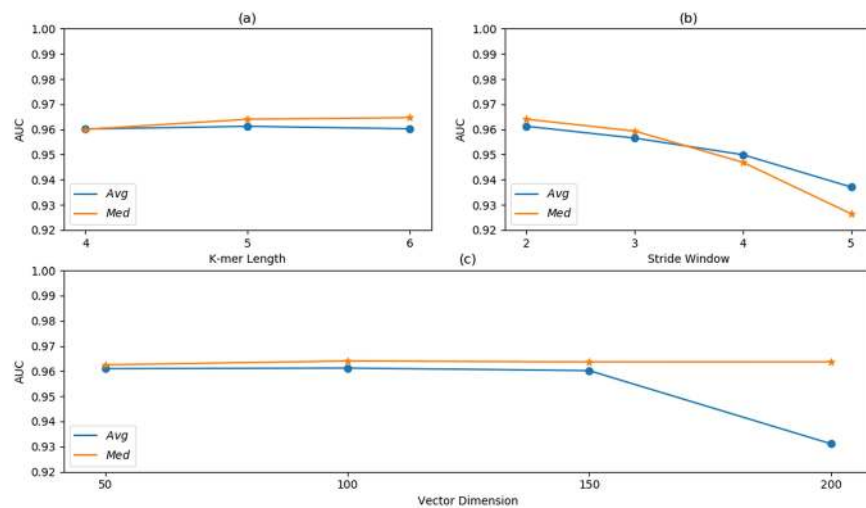 (a)
1.00
0.99
0.98
0.97
0.96
0.95
0.94
0.93
0.92
AUC
Avg
Med
4
5
6
K-mer Length
(b)
1.00
0.99
0.98
0.97
0.96
0.95
0.94
0.93
0.92
AUC
Avg
Med
2
3
4
5
Stride Window
(c)
1.00
0.99
0.98
0.97
0.96
0.95
0.94
0.93
0.92
AUC
Avg
Med
50
100
150
200
Vector Dimension